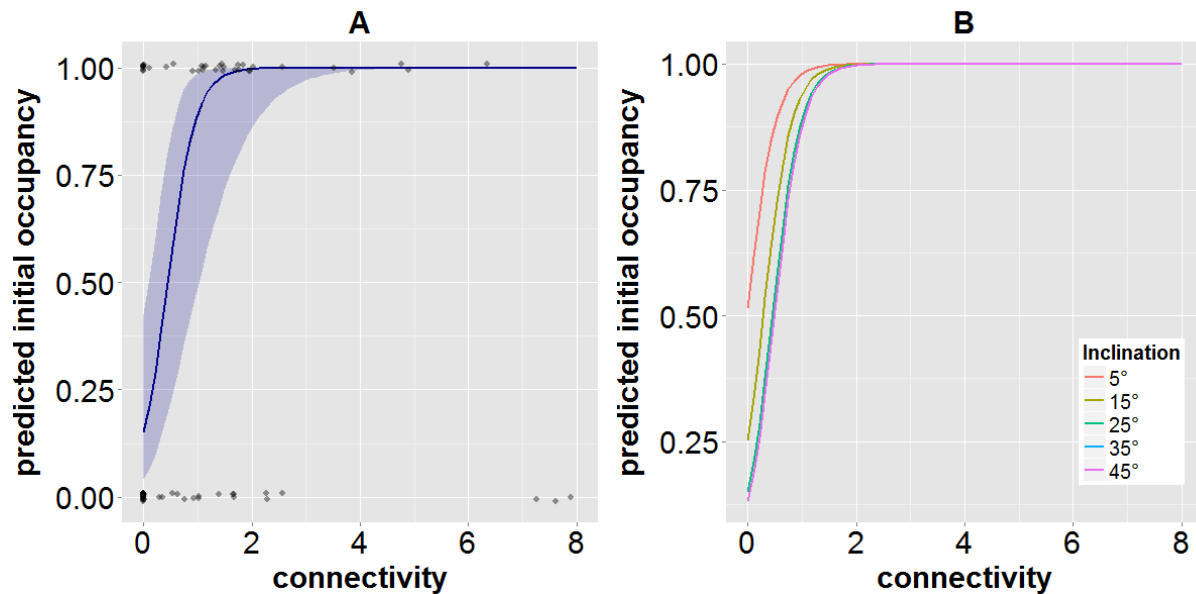 A
predicted initial occupancy
1.00
0.75
0.50
0.25
0.00
0 2 4 6 8
connectivity
B
predicted initial occupancy
1.00
0.75
0.50
0.25
Inclination
5°
15°
25°
35°
45°
0 2 4 6 8
connectivity